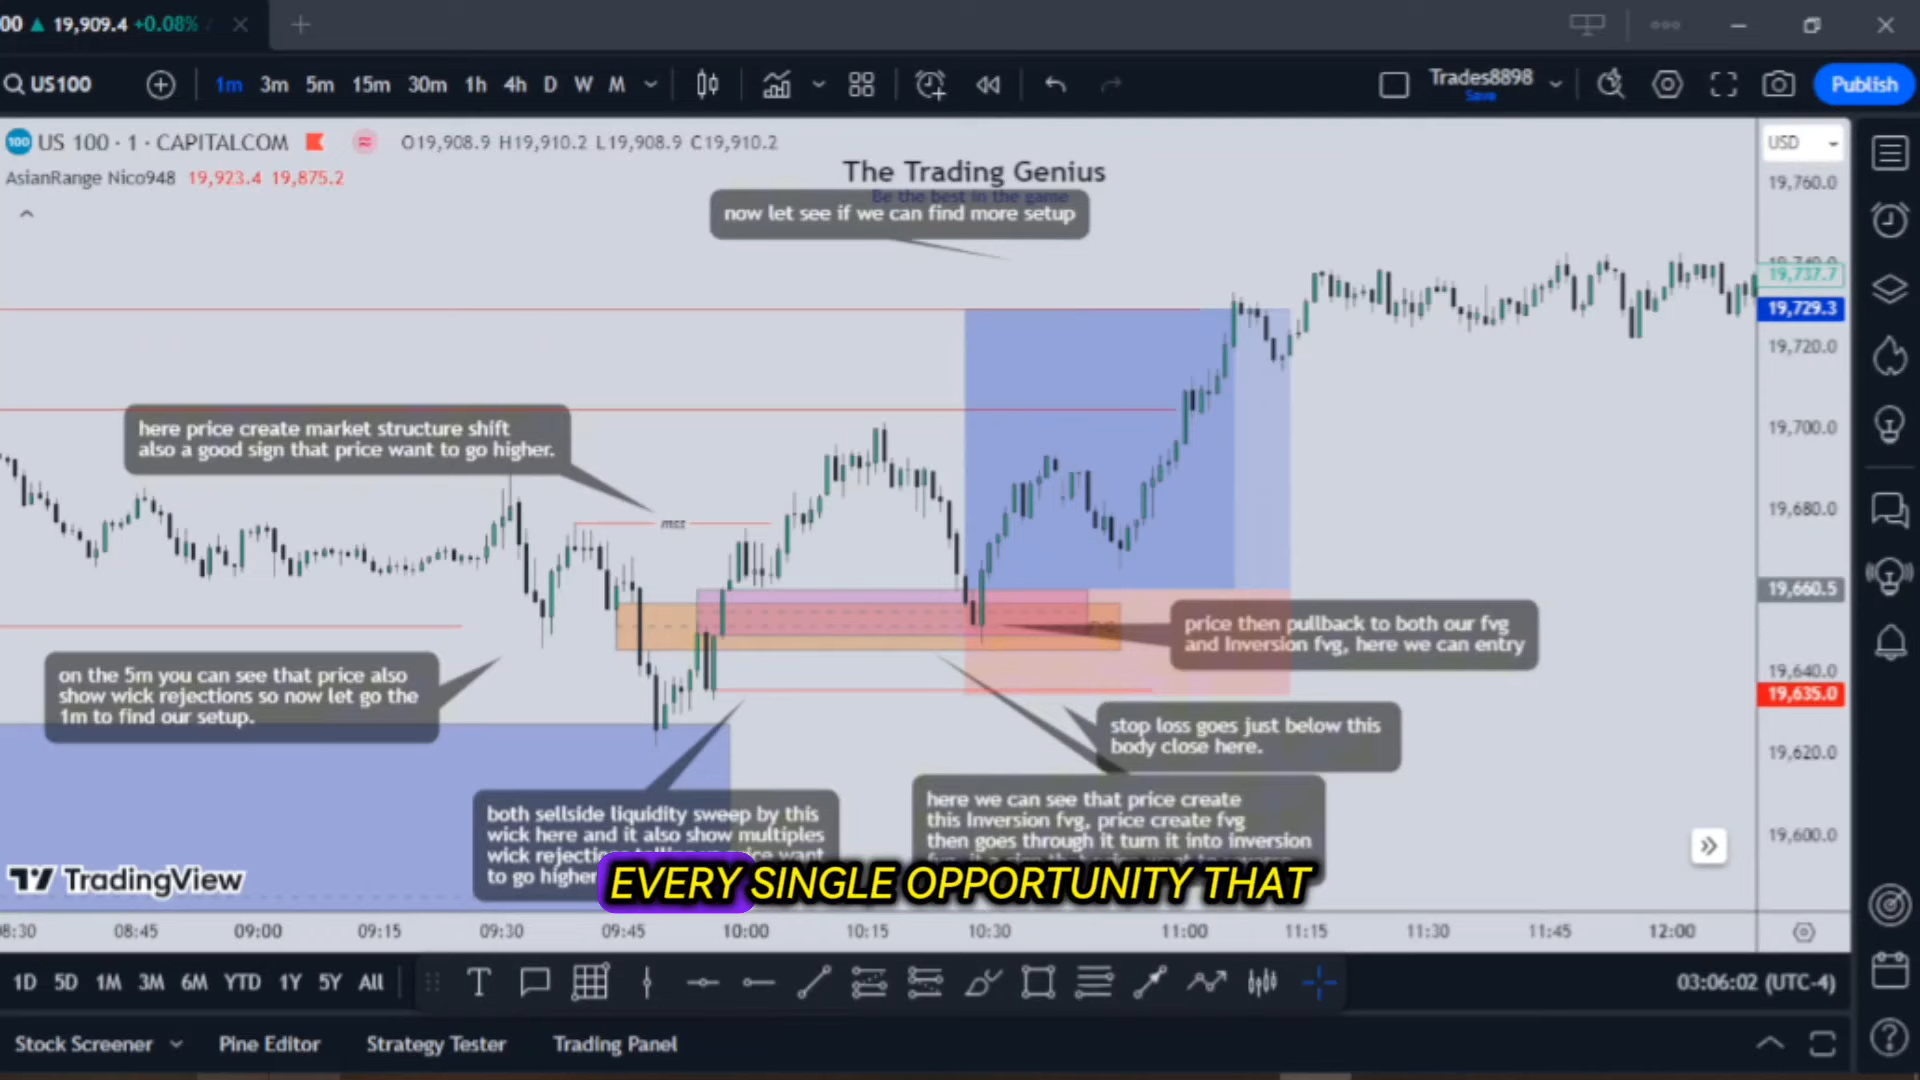 00 ▲ 19,909.4 +0.08%
US100
1m 3m 5m 15m 30m 1h 4h D W M
Trades8898
Save
Publish
US 100 · 1 · CAPITALCOM
O19,908.9 H19,910.2 L19,908.9 C19,910.2
USD
AsianRange Nico948 19,923.4 19,875.2
The Trading Genius
Be the best in the game
now let see if we can find more setup
19,760.0
19,737.7
19,729.3
19,720.0
19,700.0
19,680.0
19,660.5
19,640.0
19,635.0
19,620.0
19,600.0
here price create market structure shift
also a good sign that price want to go higher.
mss
price then pullback to both our fvg
and Inversion fvg, here we can entry
on the 5m you can see that price also
show wick rejections so now let go the
1m to find our setup.
stop loss goes just below this
body close here.
both sellside liquidity sweep by this
wick here and it also show multiples
wick
want
to go higher
here we can see that price create
this Inversion fvg, price create fvg
then goes through it turn it into inversion
EVERY SINGLE OPPORTUNITY THAT
TradingView
08:30 08:45 09:00 09:15 09:30 09:45 10:00 10:15 10:30 11:00 11:15 11:30 11:45 12:00
1D 5D 1M 3M 6M YTD 1Y 5Y All
03:06:02 (UTC-4)
Stock Screener Pine Editor Strategy Tester Trading Panel